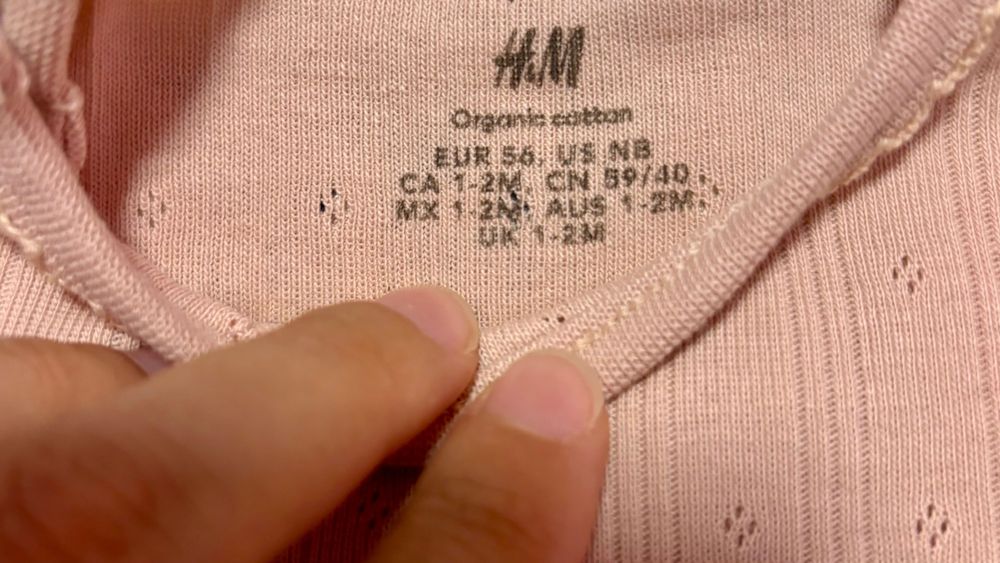 H&M
Organic cotton
EUR 56, US NB
CA 1-2M, CN 59/40
MX 1-2M, AUS 1-2M,
UK 1-2M